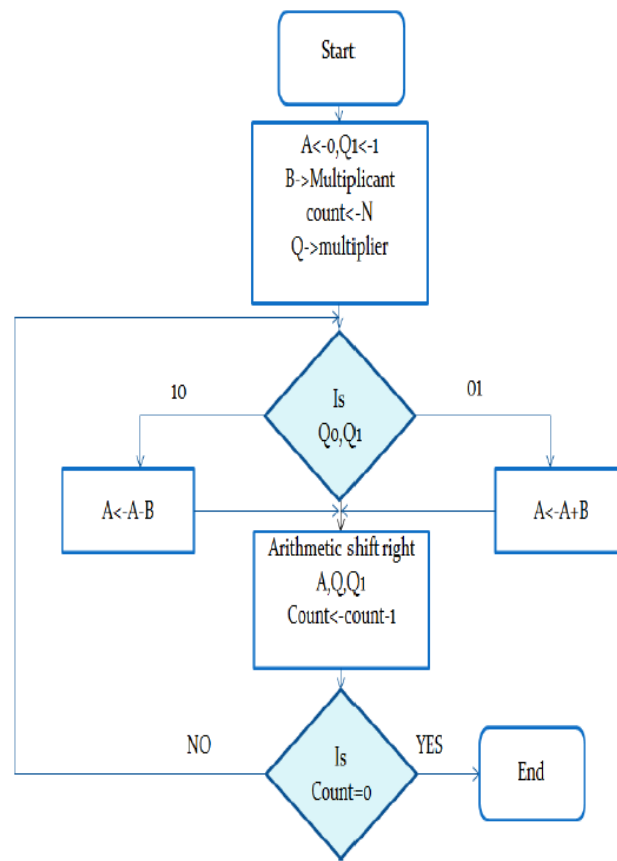 Start
A<-0,Q1<-1
B->Multiplicant
count<-N
Q->multiplier
10
Is
Q0,Q1
01
A<-A-B
A<-A+B
Arithmetic shift right
A,Q,Q1
Count<-count-1
NO
Is
Count=0
YES
End